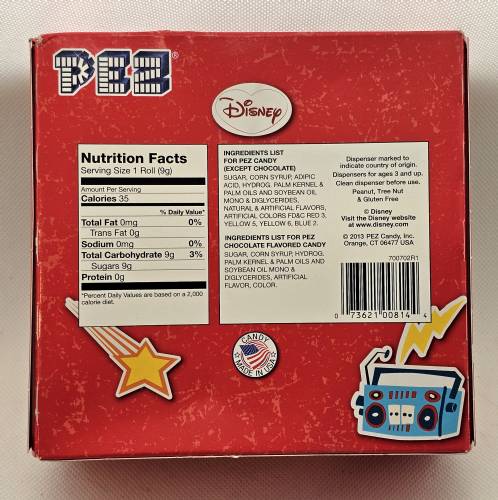 PEZ®
Disney
Nutrition Facts
Serving Size 1 Roll (9g)
Amount Per Serving
Calories 35
% Daily Value*
Total Fat 0mg 0%
Trans Fat 0g
Sodium 0mg 0%
Total Carbohydrate 9g 3%
Sugars 9g
Protein 0g
*Percent Daily Values are based on a 2,000
calorie diet.
INGREDIENTS LIST
FOR PEZ CANDY
(EXCEPT CHOCOLATE)
SUGAR, CORN SYRUP, ADIPIC
ACID, HYDROG. PALM KERNEL &
PALM OILS AND SOYBEAN OIL
MONO & DIGLYCERIDES,
NATURAL & ARTIFICIAL FLAVORS,
ARTIFICIAL COLORS FD&C RED 3,
YELLOW 5, YELLOW 6, BLUE 2.
INGREDIENTS LIST FOR PEZ
CHOCOLATE FLAVORED CANDY
SUGAR, CORN SYRUP, HYDROG.
PALM KERNEL & PALM OILS AND
SOYBEAN OIL MONO &
DIGLYCERIDES, ARTIFICIAL
FLAVOR, COLOR.
Dispenser marked to
indicate country of origin.
Dispensers for ages 3 and up.
Clean dispenser before use.
Peanut, Tree Nut
& Gluten Free
© Disney
Visit the Disney website
at www.disney.com
© 2013 PEZ Candy, Inc.
Orange, CT 06477 USA
700702R1
0 73621 00814 4
CANDY
MADE IN USA